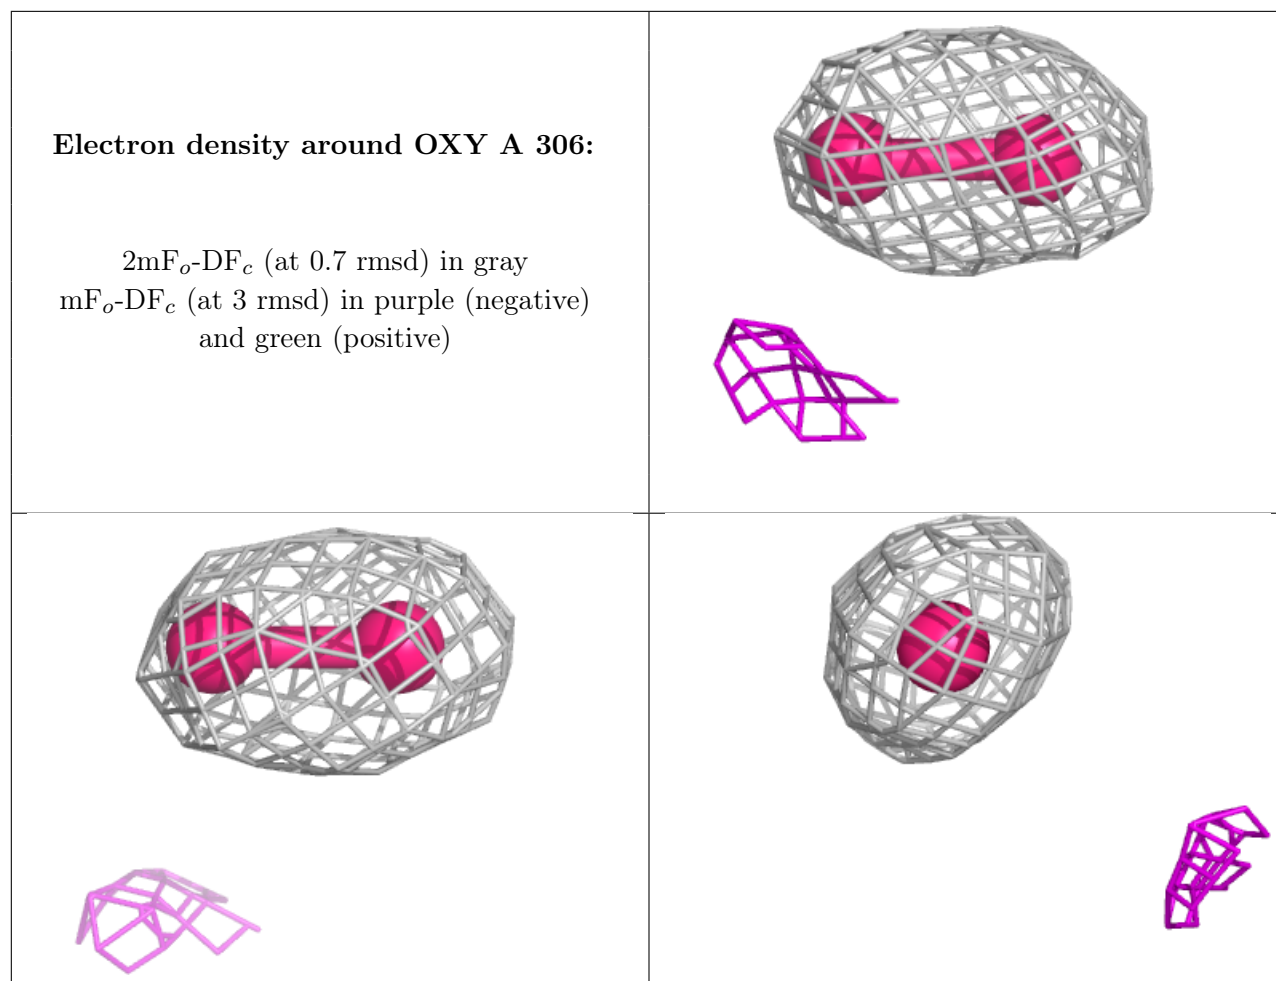 Electron density around OXY A 306:
2mFo-DFc (at 0.7 rmsd) in gray
mFo-DFc (at 3 rmsd) in purple (negative)
and green (positive)